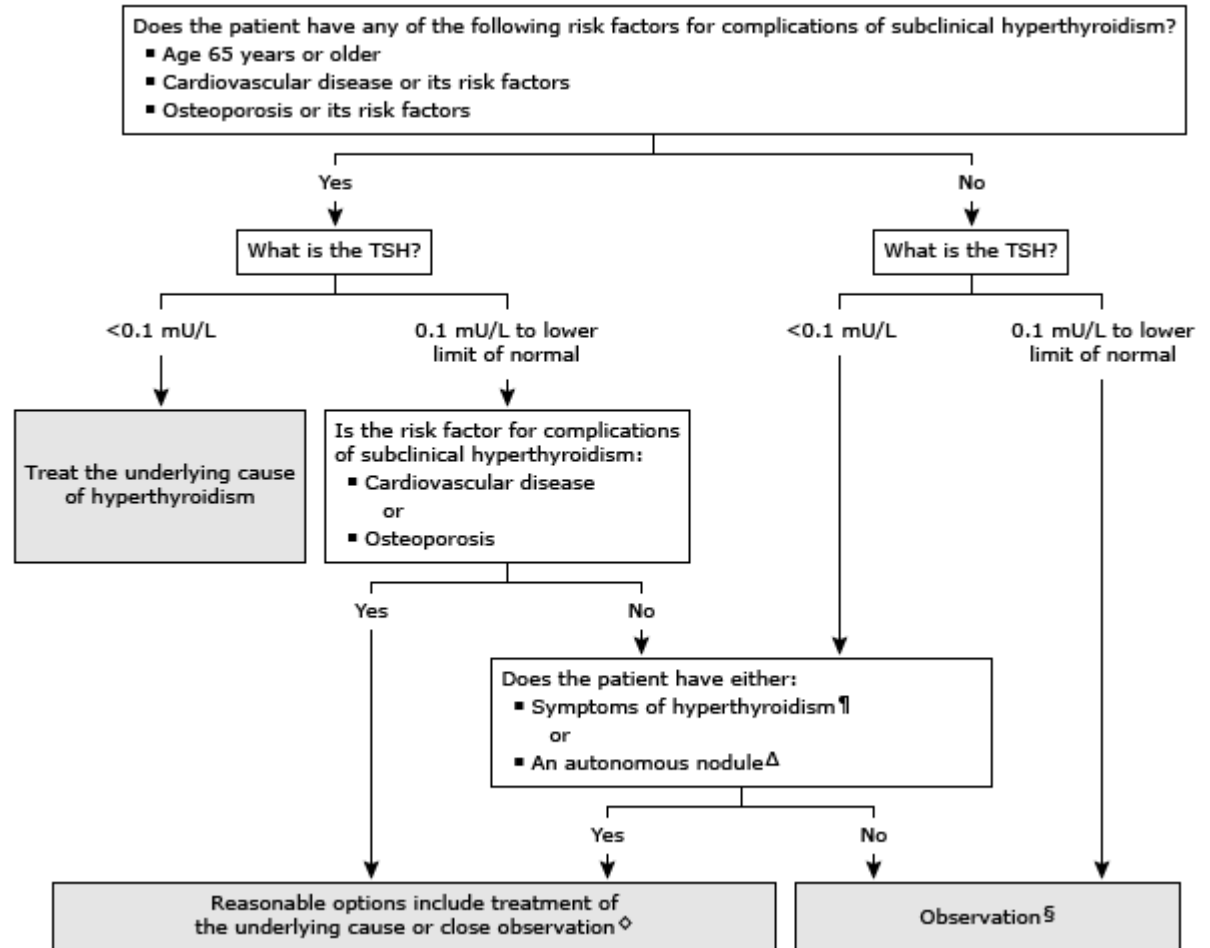 Does the patient have any of the following risk factors for complications of subclinical hyperthyroidism?
▪ Age 65 years or older
▪ Cardiovascular disease or its risk factors
▪ Osteoporosis or its risk factors
Yes
No
What is the TSH?
What is the TSH?
<0.1 mU/L
0.1 mU/L to lower
limit of normal
<0.1 mU/L
0.1 mU/L to lower
limit of normal
Treat the underlying cause
of hyperthyroidism
Is the risk factor for complications
of subclinical hyperthyroidism:
▪ Cardiovascular disease
or
▪ Osteoporosis
Yes
No
Does the patient have either:
▪ Symptoms of hyperthyroidism¶
or
▪ An autonomous noduleΔ
Yes
No
Reasonable options include treatment of
the underlying cause or close observation◇
Observation§